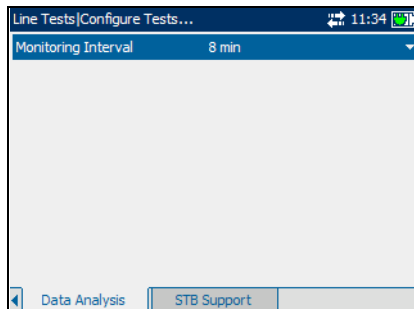 Line Tests|Configure Tests... 11:34
Monitoring Interval 8 min
Data Analysis STB Support